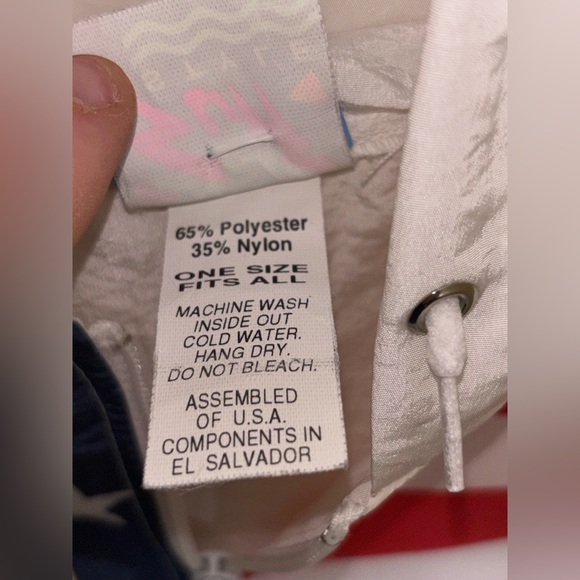 65% Polyester
35% Nylon
ONE SIZE
FITS ALL
MACHINE WASH
INSIDE OUT
COLD WATER.
HANG DRY.
DO NOT BLEACH.
ASSEMBLED
OF U.S.A.
COMPONENTS IN
EL SALVADOR